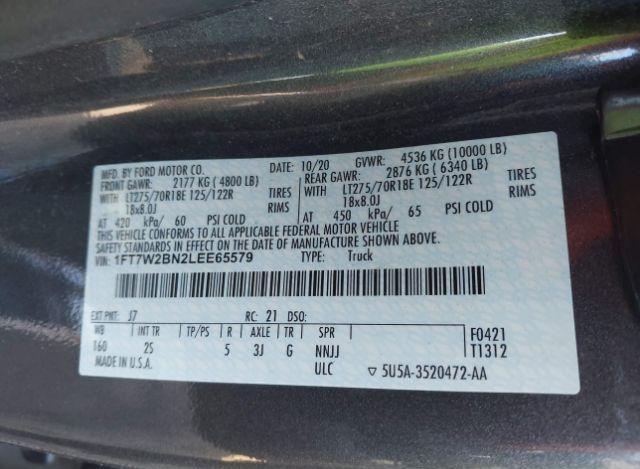 MFD. BY FORD MOTOR CO. DATE: 10/20 GVWR: 4536 KG (10000 LB)
FRONT GAWR: 2177 KG (4800 LB) REAR GAWR: 2876 KG (6340 LB)
WITH LT275/70R18E 125/122R TIRES WITH LT275/70R18E 125/122R TIRES
18x8.0J RIMS 18x8.0J RIMS
AT 420 kPa/ 60 PSI COLD AT 450 kPa/ 65 PSI COLD
THIS VEHICLE CONFORMS TO ALL APPLICABLE FEDERAL MOTOR VEHICLE
SAFETY STANDARDS IN EFFECT ON THE DATE OF MANUFACTURE SHOWN ABOVE.
VIN: 1FT7W2BN2LEE65579 TYPE: Truck
EXT PNT: J7 RC: 21 DSO:
WB INT TR TP/PS R AXLE TR SPR F0421
160 2S 5 3J G NNJJ T1312
MADE IN U.S.A. ULC ▽ 5U5A-3520472-AA